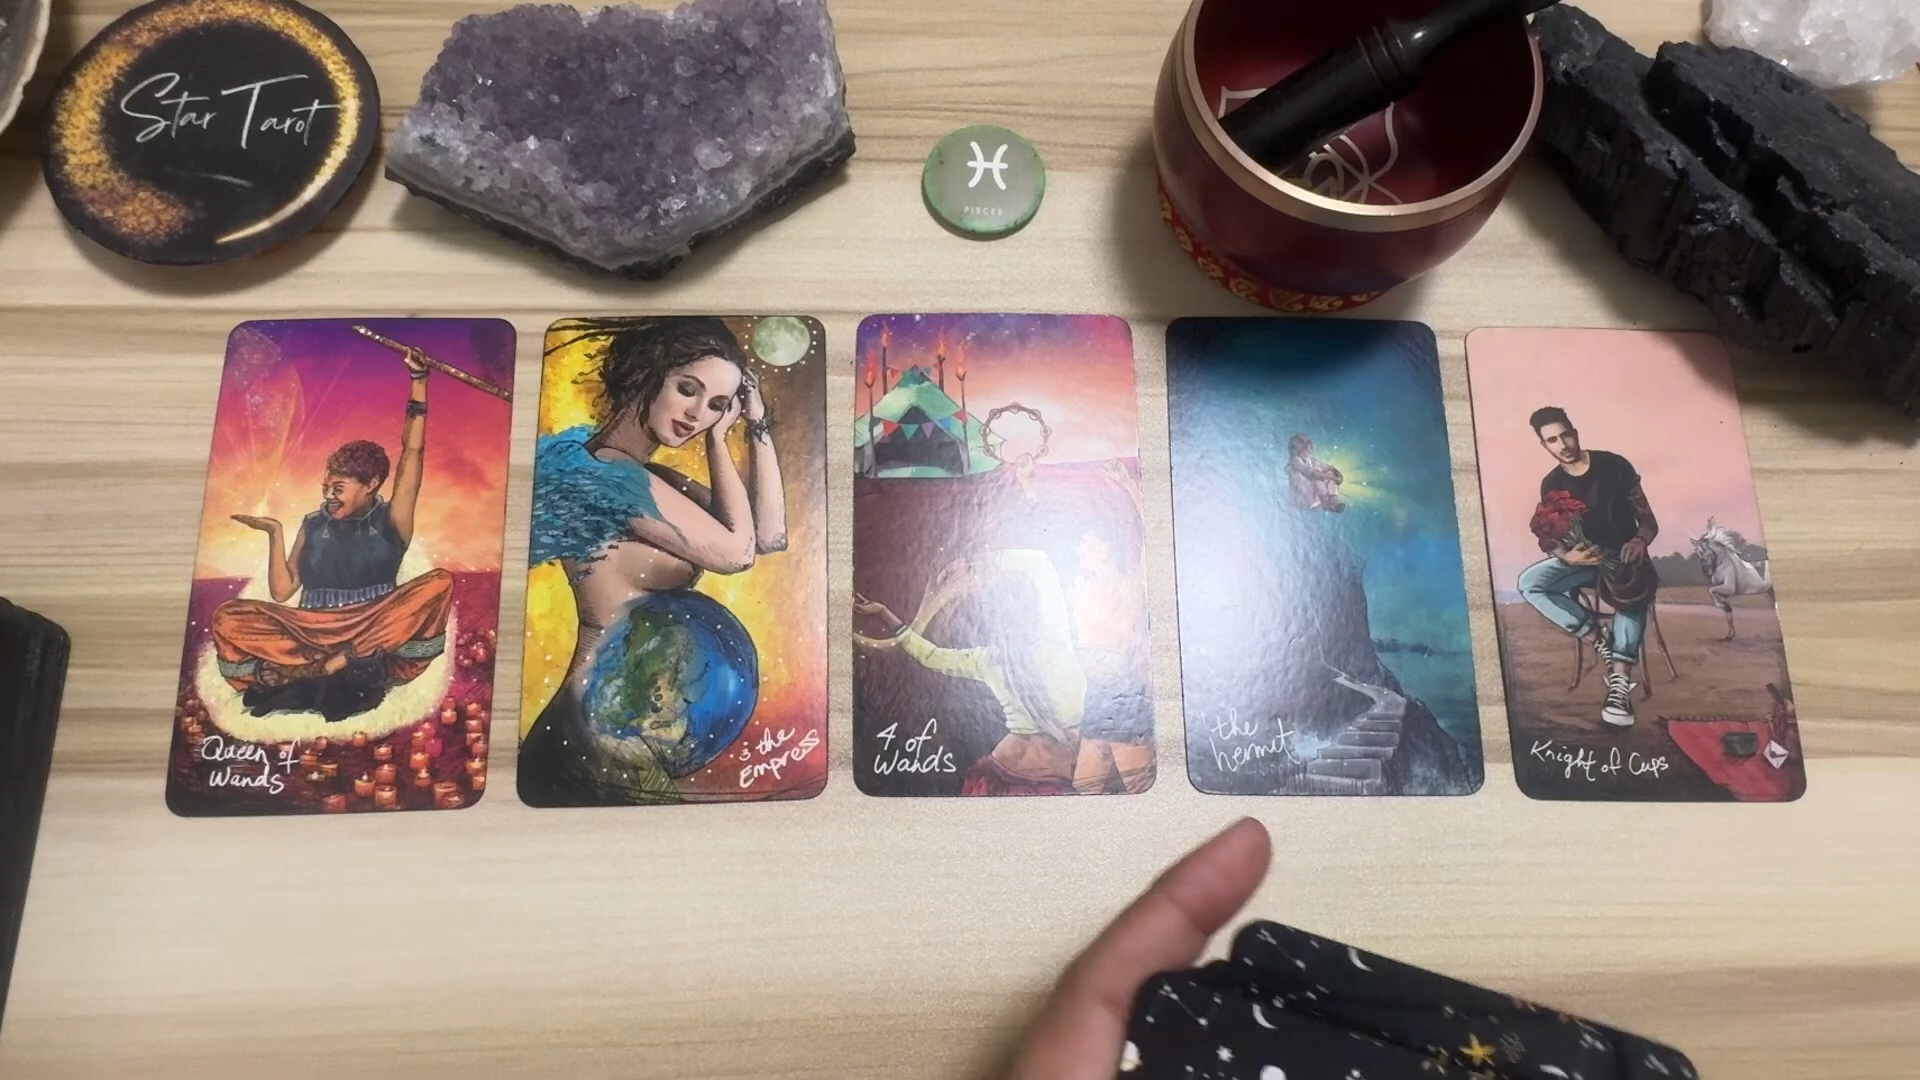 Star Tarot
PISCES
Queen of
Wands
3 the
Empress
4 of
Wands
the
hermit
Knight of Cups